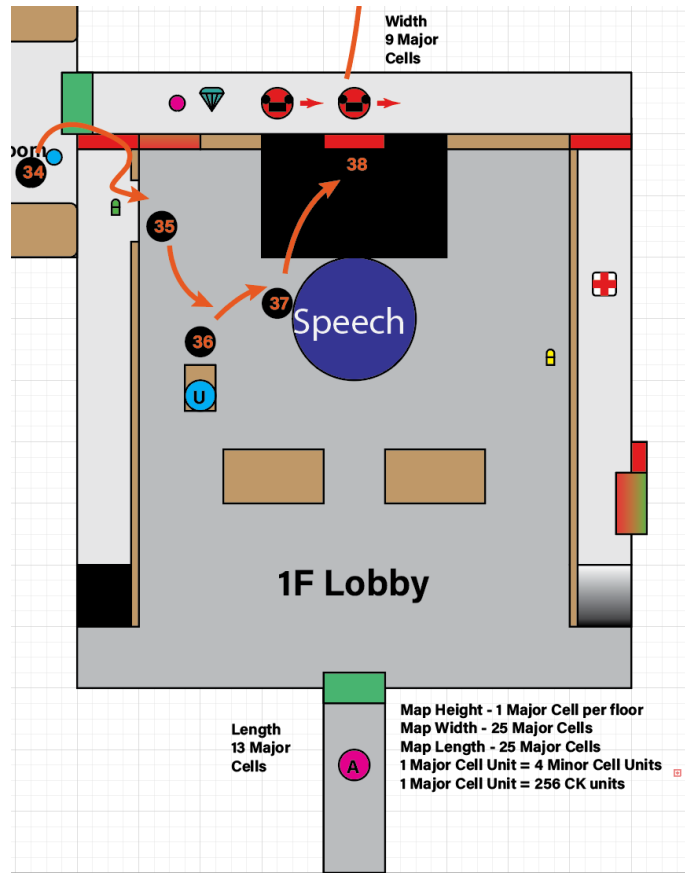 Width
9 Major
Cells
34
35
38
37
Speech
36
U
1F Lobby
Length
13 Major
Cells
Map Height - 1 Major Cell per floor
Map Width - 25 Major Cells
Map Length - 25 Major Cells
1 Major Cell Unit = 4 Minor Cell Units
1 Major Cell Unit = 256 CK units
A